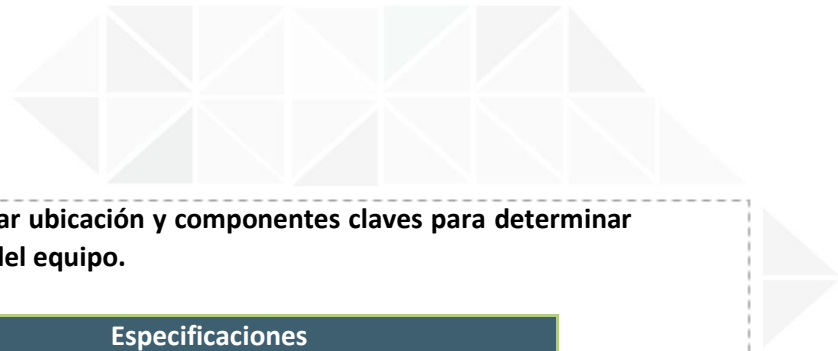 ar ubicación y componentes claves para determinar
del equipo.
Especificaciones